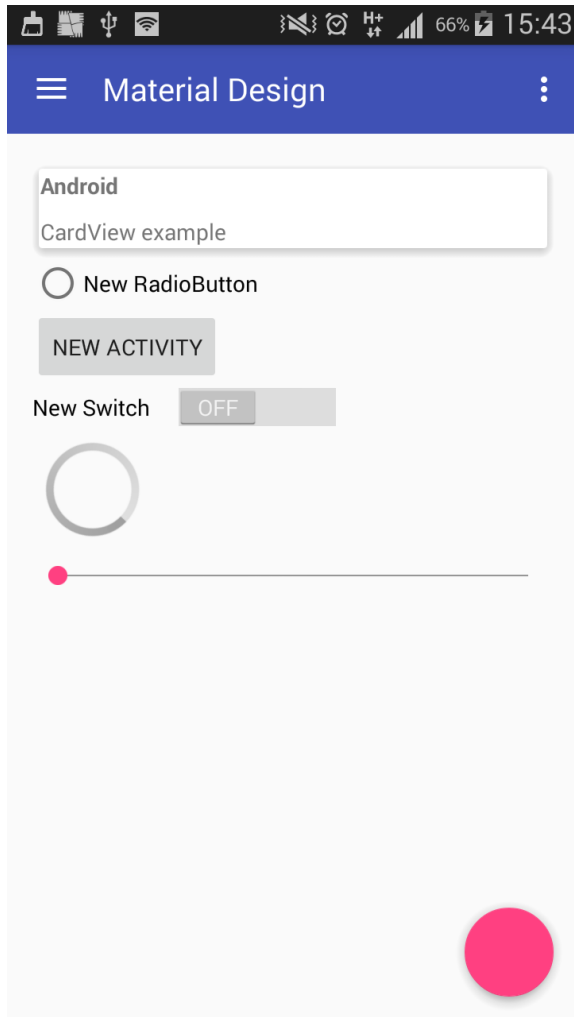 H+ 66% 15:43
Material Design
Android
CardView example
New RadioButton
NEW ACTIVITY
New Switch OFF